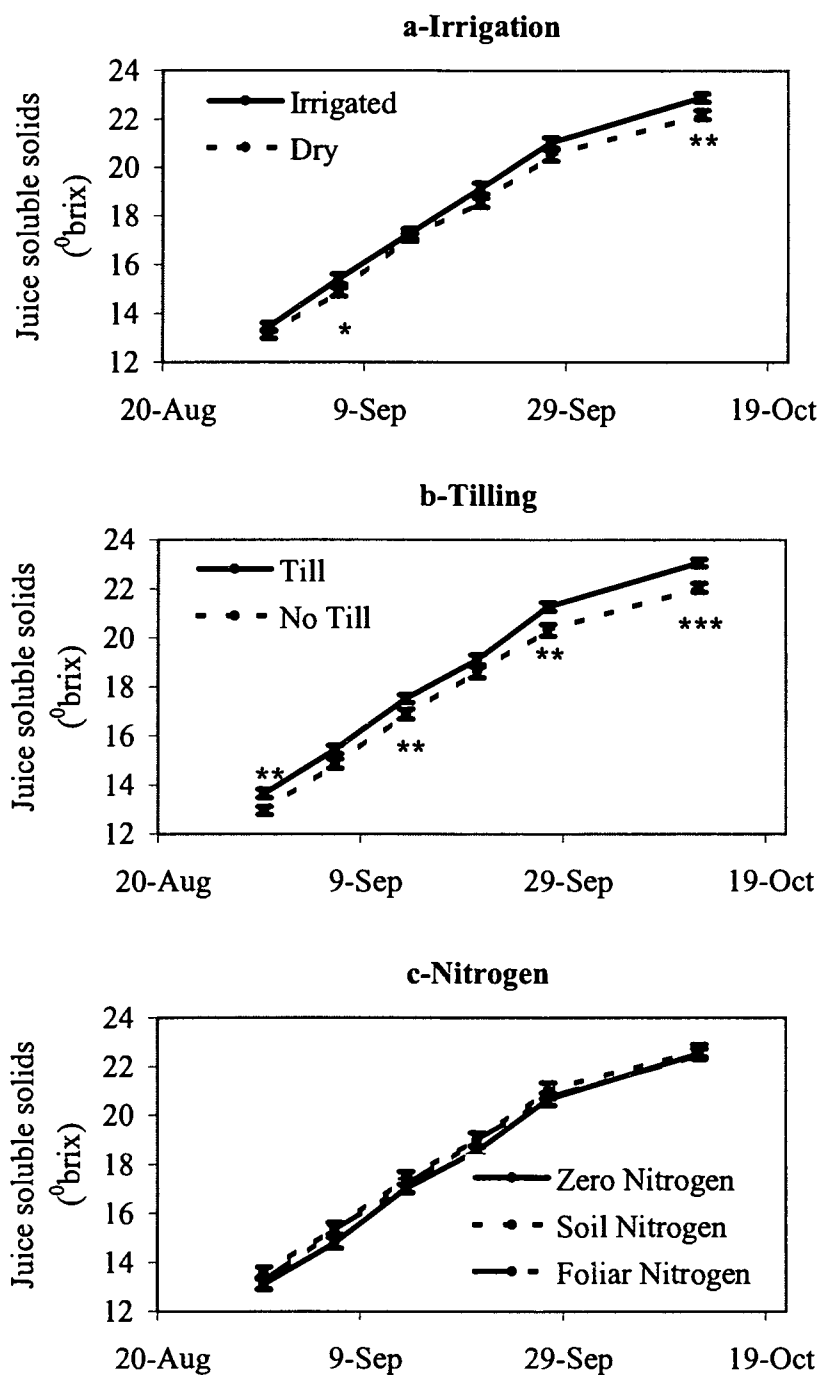 a-Irrigation
24
22
20
18
16
14
12
Juice soluble solids
(⁰brix)
Irrigated
Dry
*
**
20-Aug 9-Sep 29-Sep 19-Oct
b-Tilling
24
22
20
18
16
14
12
Juice soluble solids
(⁰brix)
Till
No Till
**
**
**
***
20-Aug 9-Sep 29-Sep 19-Oct
c-Nitrogen
24
22
20
18
16
14
12
Juice soluble solids
(⁰brix)
Zero Nitrogen
Soil Nitrogen
Foliar Nitrogen
20-Aug 9-Sep 29-Sep 19-Oct